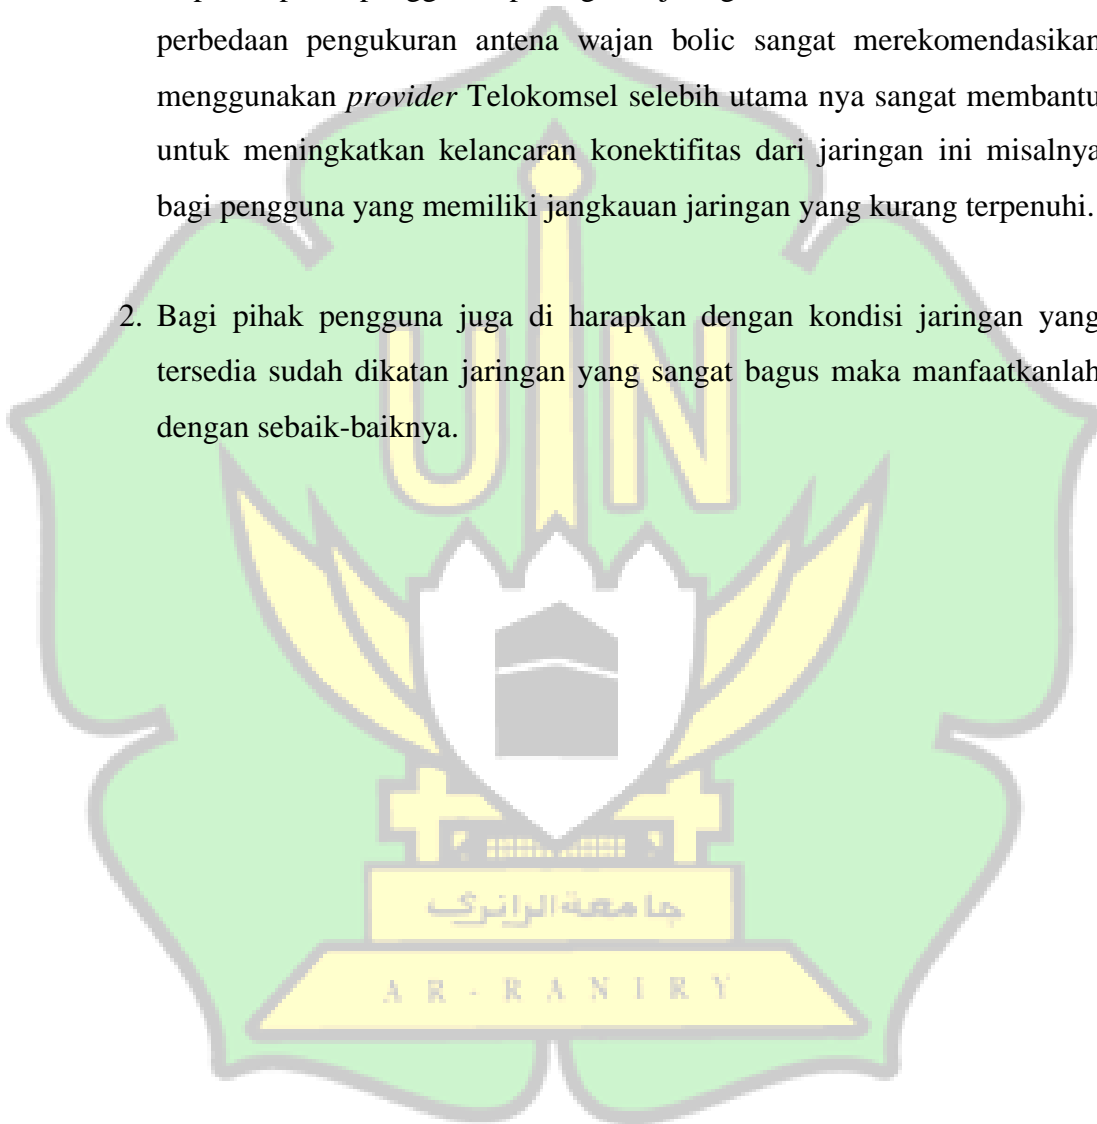 perbedaan pengukuran antena wajan bolic sangat merekomendasikan
menggunakan provider Telokomsel selebih utama nya sangat membantu
untuk meningkatkan kelancaran konektifitas dari jaringan ini misalnya
bagi pengguna yang memiliki jangkauan jaringan yang kurang terpenuhi.
2. Bagi pihak pengguna juga di harapkan dengan kondisi jaringan yang
tersedia sudah dikatan jaringan yang sangat bagus maka manfaatkanlah
dengan sebaik-baiknya.
UIN
جامعة الرانري
AR-RANIRY